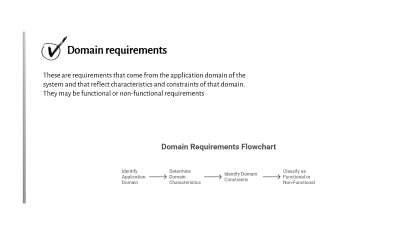 Domain requirements
These are requirements that come from the application domain of the
system and that reflect characteristics and constraints of that domain.
They may be functional or non-functional requirements
Domain Requirements Flowchart
Identify
Application
Domain
Determine
Domain
Characteristics
Identify Domain
Constraints
Classify as
Functional or
Non-Functional